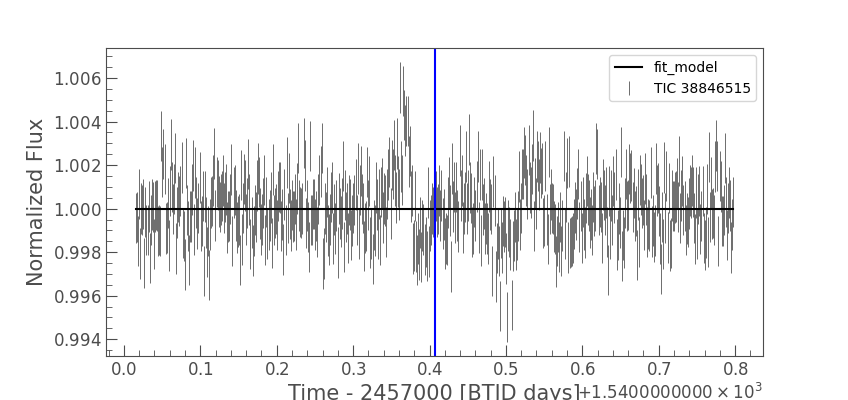 fit_model
TIC 38846515
Normalized Flux
1.006
1.004
1.002
1.000
0.998
0.996
0.994
0.0 0.1 0.2 0.3 0.4 0.5 0.6 0.7 0.8
Time - 2457000 [BTJD days]
+1.5400000000 × 10³